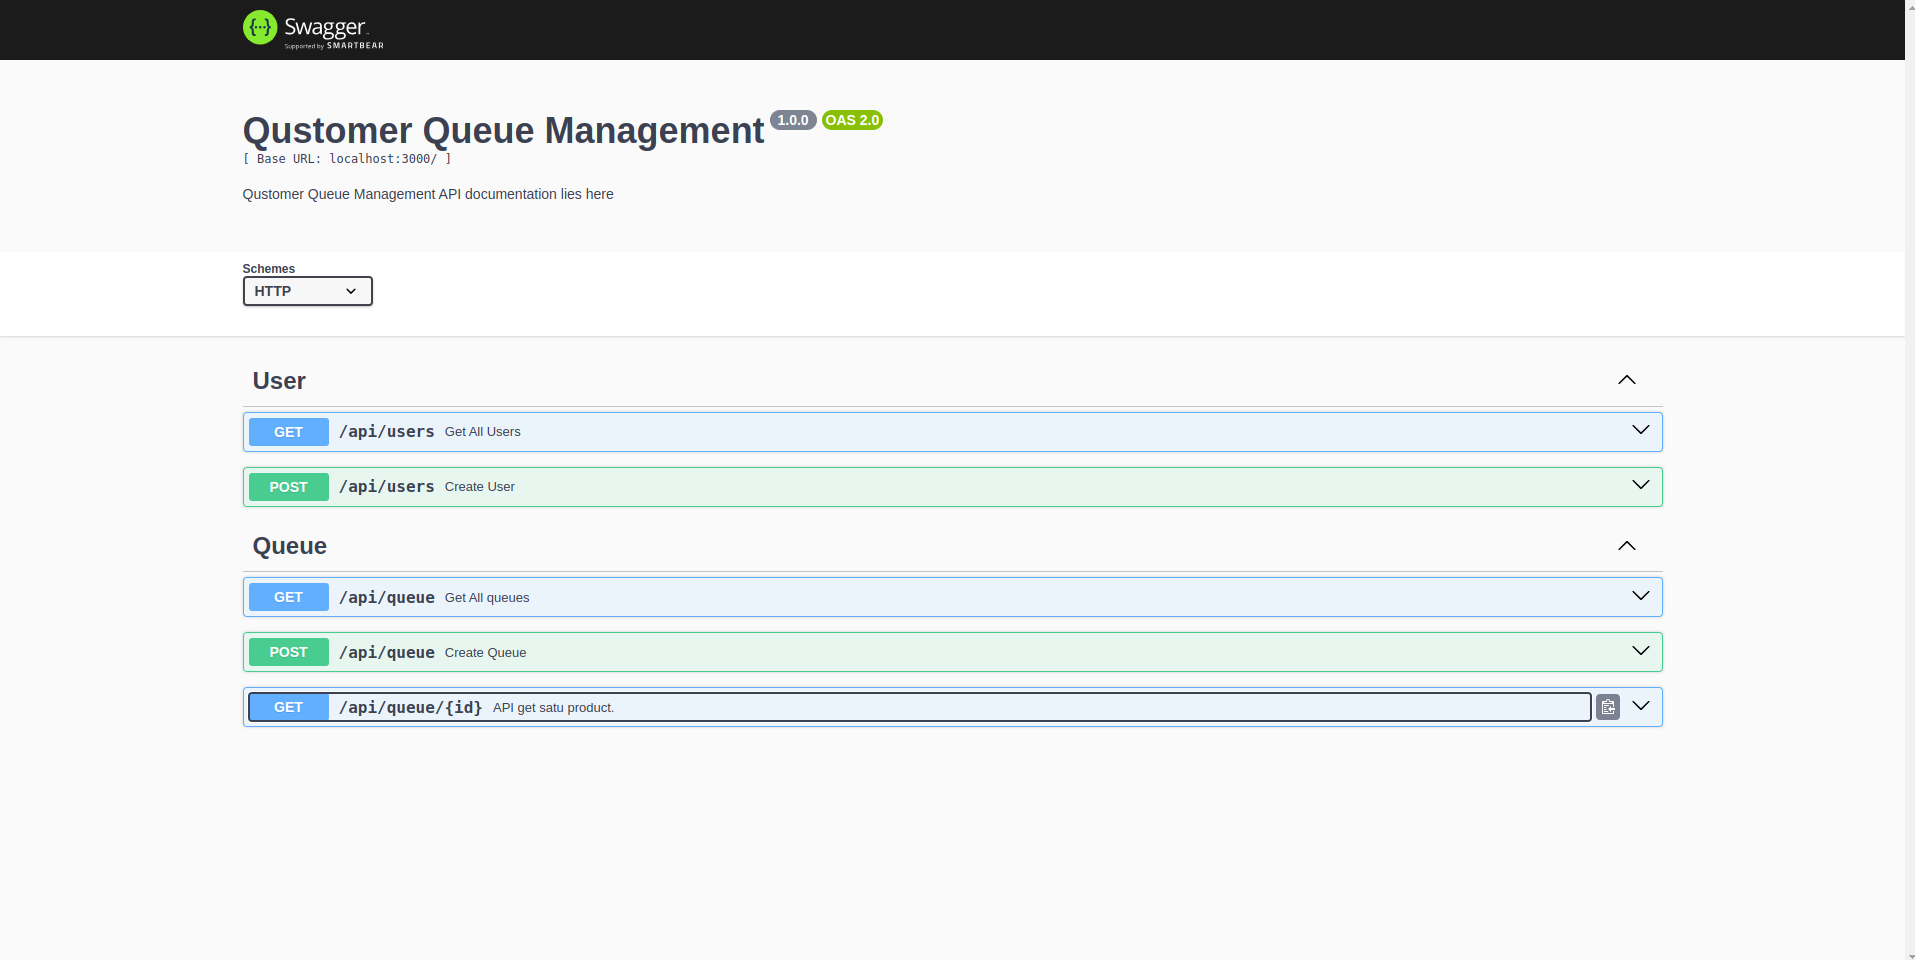 {···} Swagger
Supported by SMARTBEAR
Qustomer Queue Management 1.0.0 OAS 2.0
[ Base URL: localhost:3000/ ]
Qustomer Queue Management API documentation lies here
Schemes
HTTP
User
GET /api/users Get All Users
POST /api/users Create User
Queue
GET /api/queue Get All queues
POST /api/queue Create Queue
GET /api/queue/{id} API get satu product.